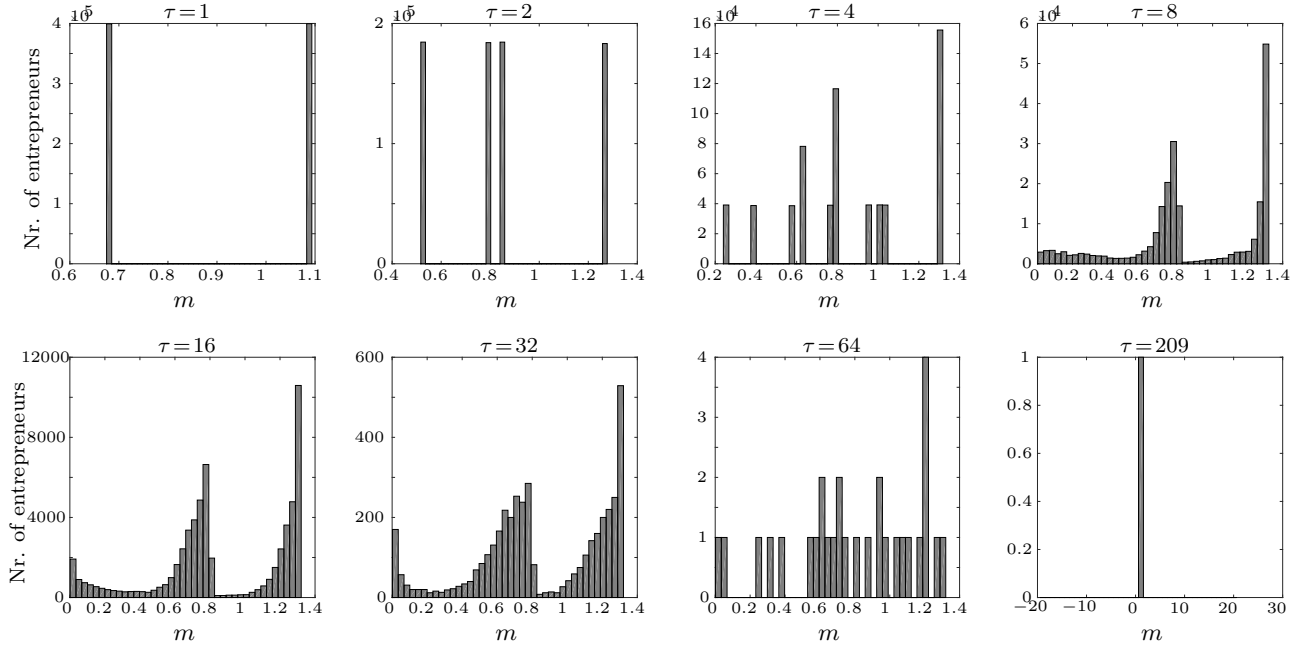 τ=1
10⁵
4
3
2
1
0
Nr. of entrepreneurs
0.6 0.7 0.8 0.9 1 1.1
m
τ=2
10⁵
2
1
0
0.4 0.6 0.8 1 1.2 1.4
m
τ=4
10⁴
16
14
12
10
8
6
4
2
0
0.2 0.4 0.6 0.8 1 1.2 1.4
m
τ=8
10⁴
6
5
4
3
2
1
0
0 0.2 0.4 0.6 0.8 1 1.2 1.4
m
τ=16
12000
8000
4000
0
Nr. of entrepreneurs
0 0.2 0.4 0.6 0.8 1 1.2 1.4
m
τ=32
600
400
200
0
0 0.2 0.4 0.6 0.8 1 1.2 1.4
m
τ=64
4
3
2
1
0
0 0.2 0.4 0.6 0.8 1 1.2 1.4
m
τ=209
1
0.8
0.6
0.4
0.2
0
−20 −10 0 10 20 30
m